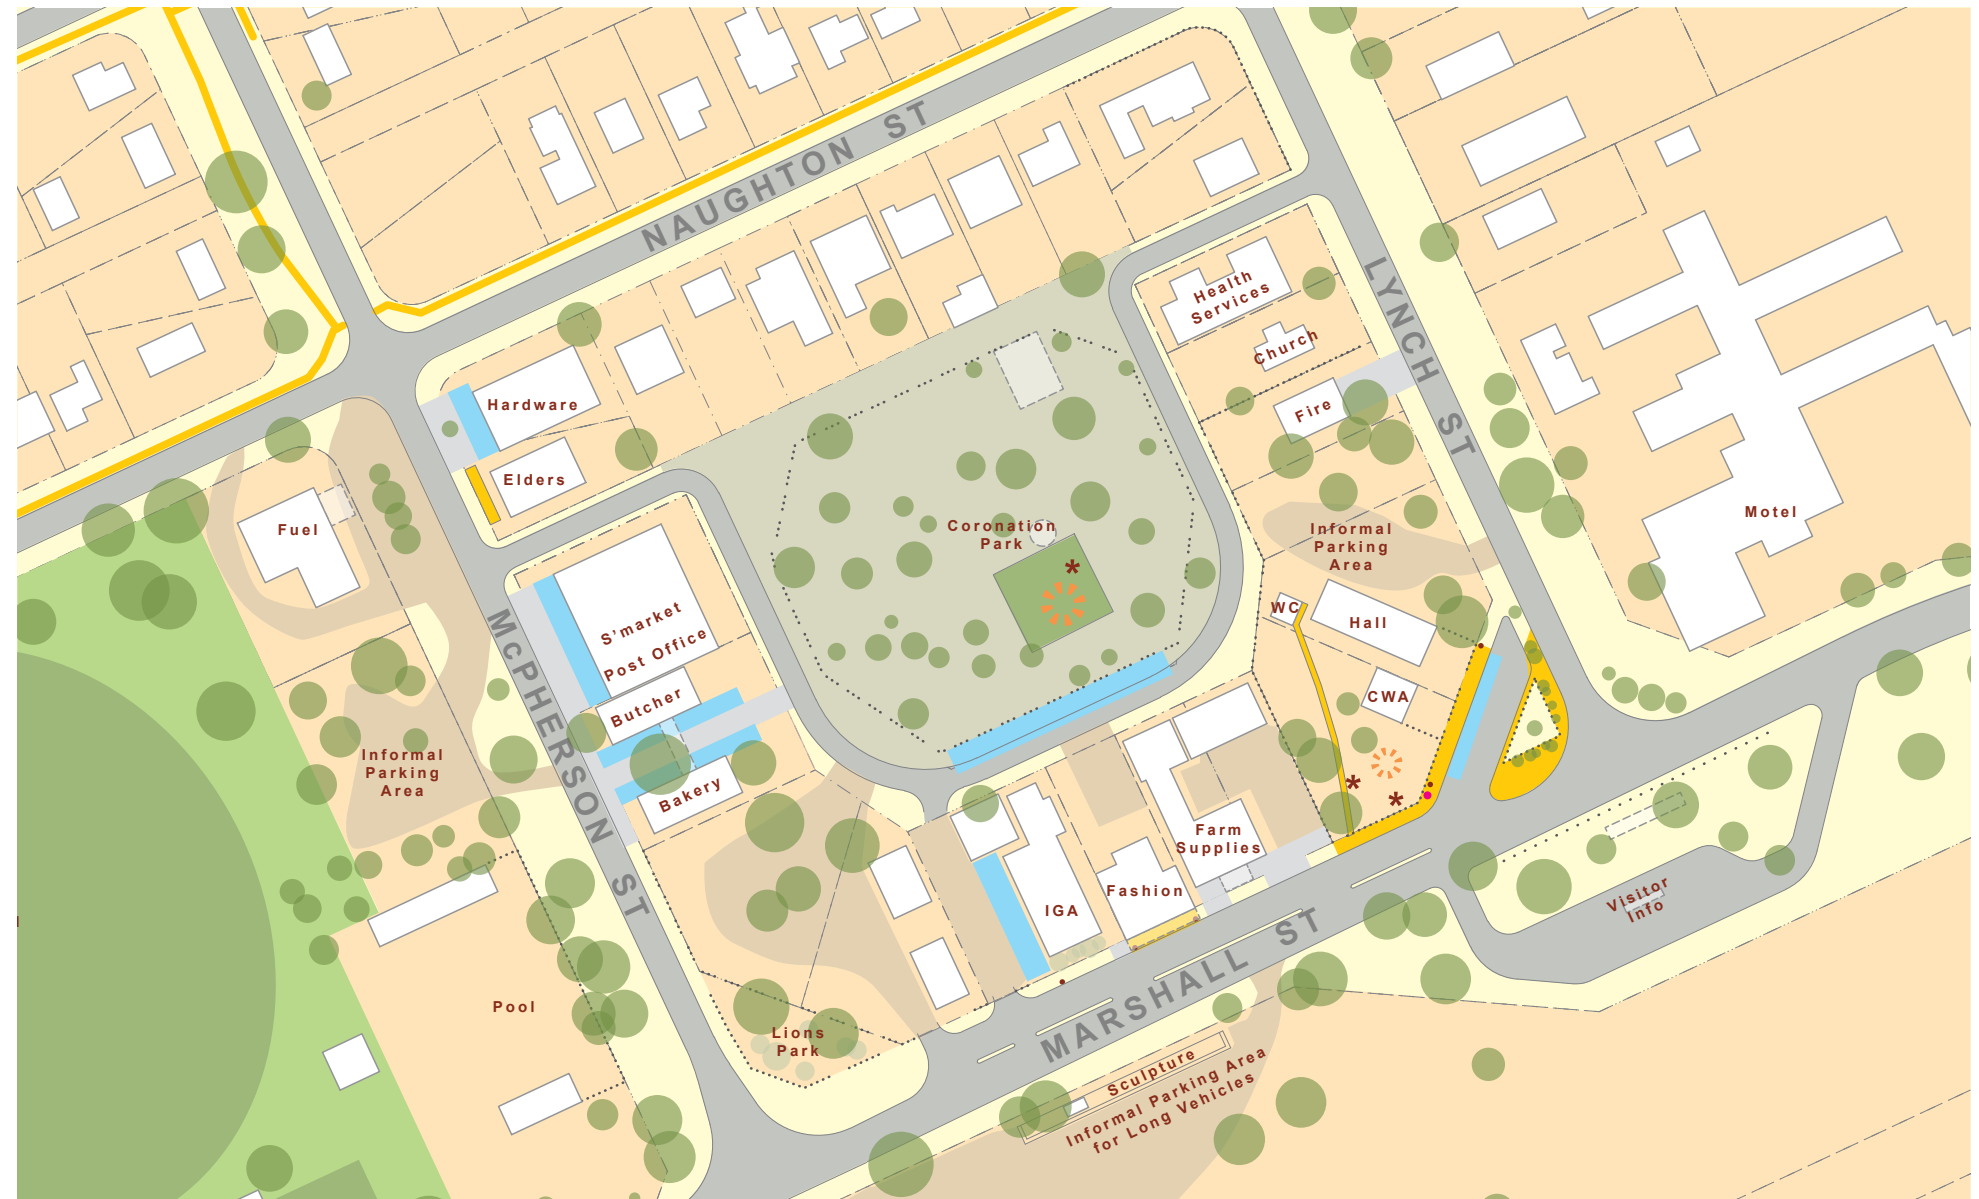 NAUGHTON ST
LYNCH ST
Health
Services
Church
Fire
Hardware
Elders
Fuel
Coronation
Park
*
Informal
Parking
Area
Motel
WC
Hall
CWA
*
*
McPHERSON ST
S'market
Post Office
Butcher
Bakery
Informal
Parking
Area
Farm
Supplies
Fashion
IGA
Visitor
Info
MARSHALL ST
Pool
Lions
Park
Sculpture
Informal Parking Area
for Long Vehicles